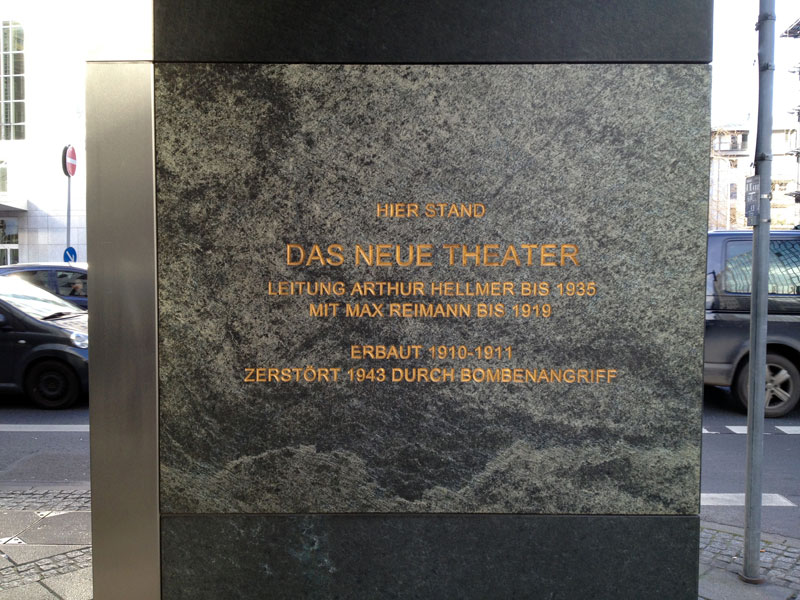 HIER STAND
DAS NEUE THEATER
LEITUNG ARTHUR HELLMER BIS 1935
MIT MAX REIMANN BIS 1919
ERBAUT 1910-1911
ZERSTÖRT 1943 DURCH BOMBENANGRIFF